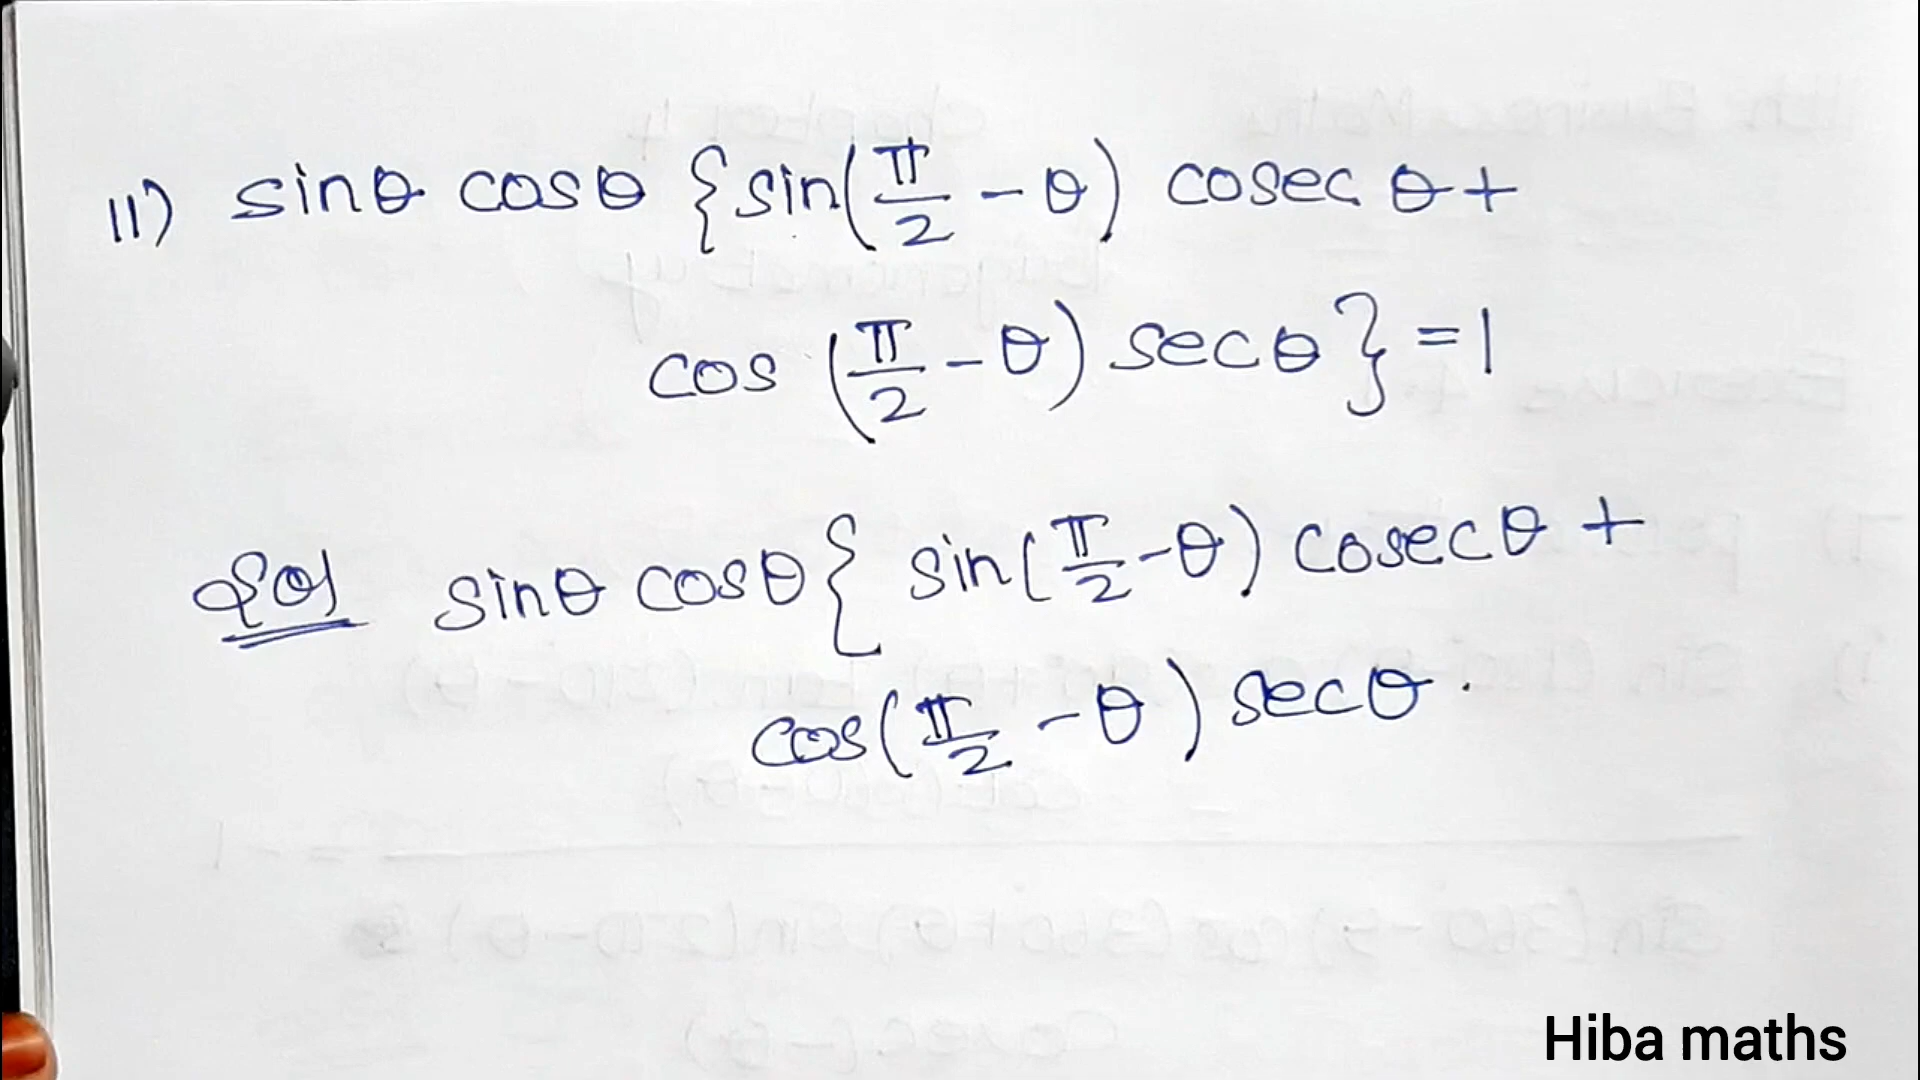 11) sinθ cosθ {sin(π/2 - θ) cosec θ +
cos (π/2 - θ) secθ} = 1
Sol sinθ cosθ { sin(π/2 - θ) cosec θ +
cos(π/2 - θ) secθ.
Hiba maths